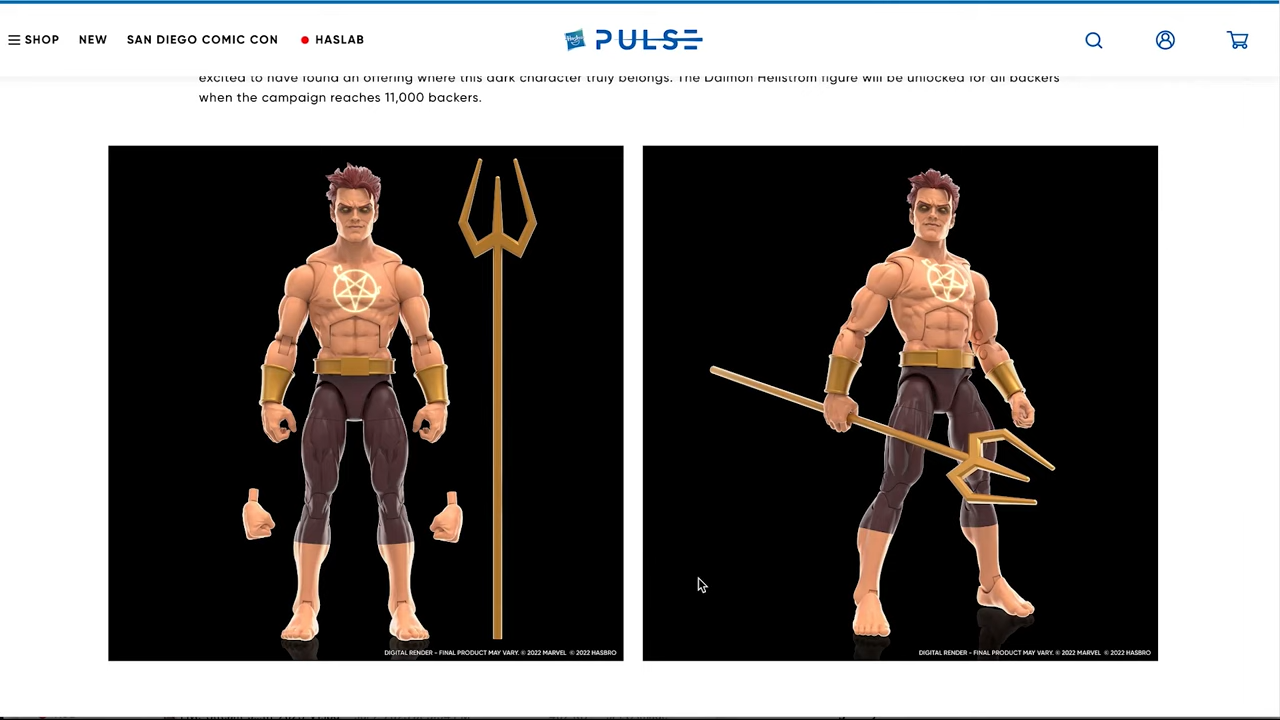 SHOP NEW SAN DIEGO COMIC CON HASLAB Hasbro PULSE
excited to have found an offering where this dark character truly belongs. The Daimon Hellstrom figure will be unlocked for all backers
when the campaign reaches 11,000 backers.
DIGITAL RENDER - FINAL PRODUCT MAY VARY. © 2022 MARVEL © 2022 HASBRO
DIGITAL RENDER - FINAL PRODUCT MAY VARY. © 2022 MARVEL © 2022 HASBRO